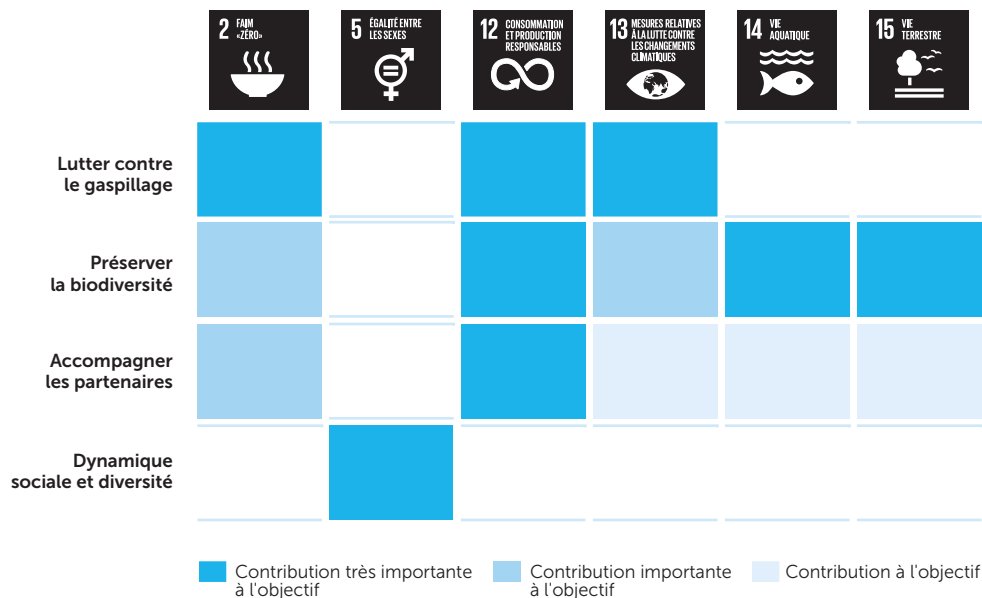 2 FAIM
«ZÉRO»
5 ÉGALITÉ ENTRE
LES SEXES
12 CONSOMMATION
ET PRODUCTION
RESPONSABLES
13 MESURES RELATIVES
À LA LUTTE CONTRE
LES CHANGEMENTS
CLIMATIQUES
14 VIE
AQUATIQUE
15 VIE
TERRESTRE
Lutter contre
le gaspillage
Préserver
la biodiversité
Accompagner
les partenaires
Dynamique
sociale et diversité
Contribution très importante
à l'objectif
Contribution importante
à l'objectif
Contribution à l'objectif